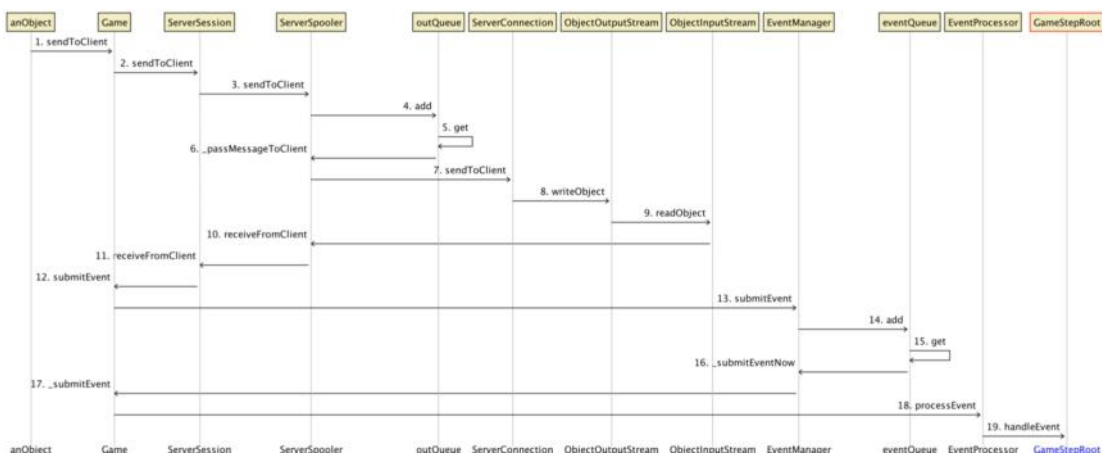 anObject Game ServerSession ServerSpooler outQueue ServerConnection ObjectOutputStream ObjectInputStream EventManager eventQueue EventProcessor GameStepRoot
1. sendToClient
2. sendToClient
3. sendToClient
4. add
5. get
6. _passMessageToClient
7. sendToClient
8. writeObject
9. readObject
10. receiveFromClient
11. receiveFromClient
12. submitEvent
13. submitEvent
14. add
15. get
16. _submitEventNow
17. _submitEvent
18. processEvent
19. handleEvent
anObject Game ServerSession ServerSpooler outQueue ServerConnection ObjectOutputStream ObjectInputStream EventManager eventQueue EventProcessor GameStepRoot